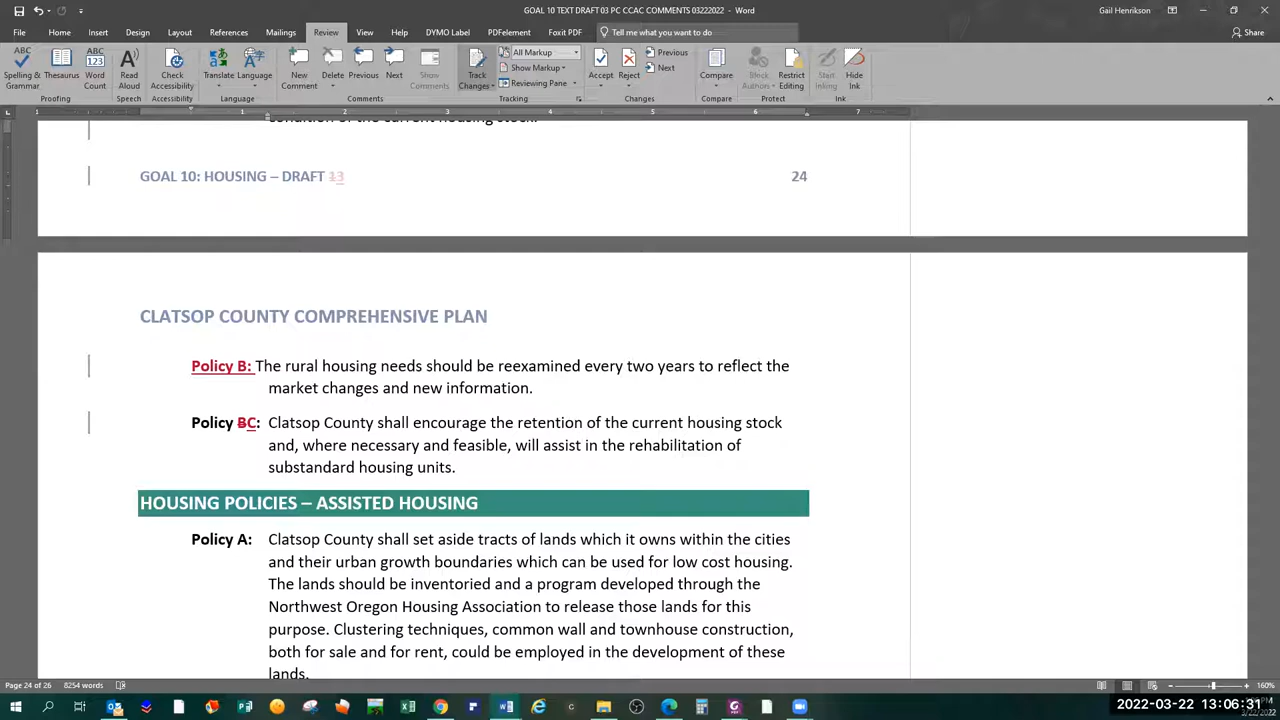 GOAL 10 TEXT DRAFT 03 PC CCAC COMMENTS 03222022 - Word
Gail Henrikson
File Home Insert Design Layout References Mailings Review View Help DYMO Label PDFelement Foxit PDF Tell me what you want to do Share
Spelling & Grammar Thesaurus Word Count Read Aloud Check Accessibility Translate Language New Comment Delete Previous Next Show Comments Track Changes All Markup Show Markup Reviewing Pane Accept Reject Previous Next Compare Block Authors Restrict Editing Start Inking Hide Ink
Proofing Speech Accessibility Language Comments Tracking Changes Compare Protect Ink
condition of the current housing stock.
GOAL 10: HOUSING – DRAFT 13 24
CLATSOP COUNTY COMPREHENSIVE PLAN
Policy B: The rural housing needs should be reexamined every two years to reflect the
market changes and new information.
Policy BC: Clatsop County shall encourage the retention of the current housing stock
and, where necessary and feasible, will assist in the rehabilitation of
substandard housing units.
HOUSING POLICIES – ASSISTED HOUSING
Policy A: Clatsop County shall set aside tracts of lands which it owns within the cities
and their urban growth boundaries which can be used for low cost housing.
The lands should be inventoried and a program developed through the
Northwest Oregon Housing Association to release those lands for this
purpose. Clustering techniques, common wall and townhouse construction,
both for sale and for rent, could be employed in the development of these
lands.
Page 24 of 26 8254 words 160%
2022-03-22 13:06:31